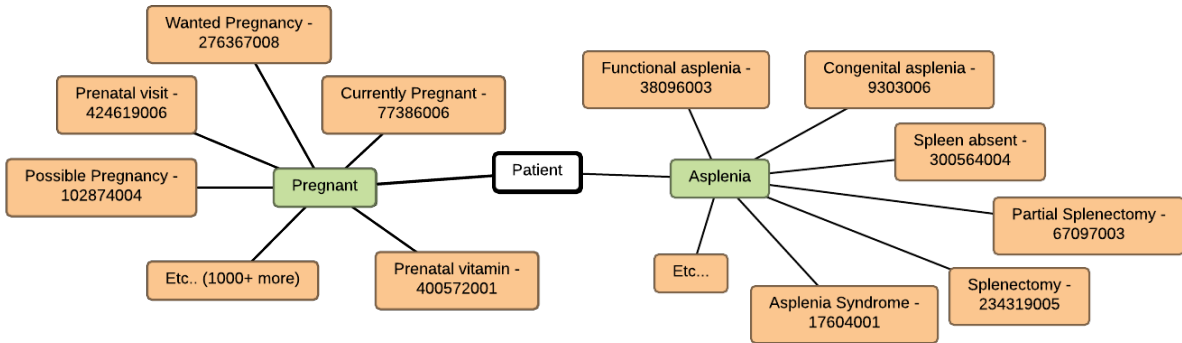 Wanted Pregnancy -
276367008
Prenatal visit -
424619006
Currently Pregnant -
77386006
Possible Pregnancy -
102874004
Pregnant
Etc.. (1000+ more)
Prenatal vitamin -
400572001
Patient
Functional asplenia -
38096003
Congenital asplenia -
9303006
Spleen absent -
300564004
Asplenia
Partial Splenectomy -
67097003
Etc...
Asplenia Syndrome -
17604001
Splenectomy -
234319005